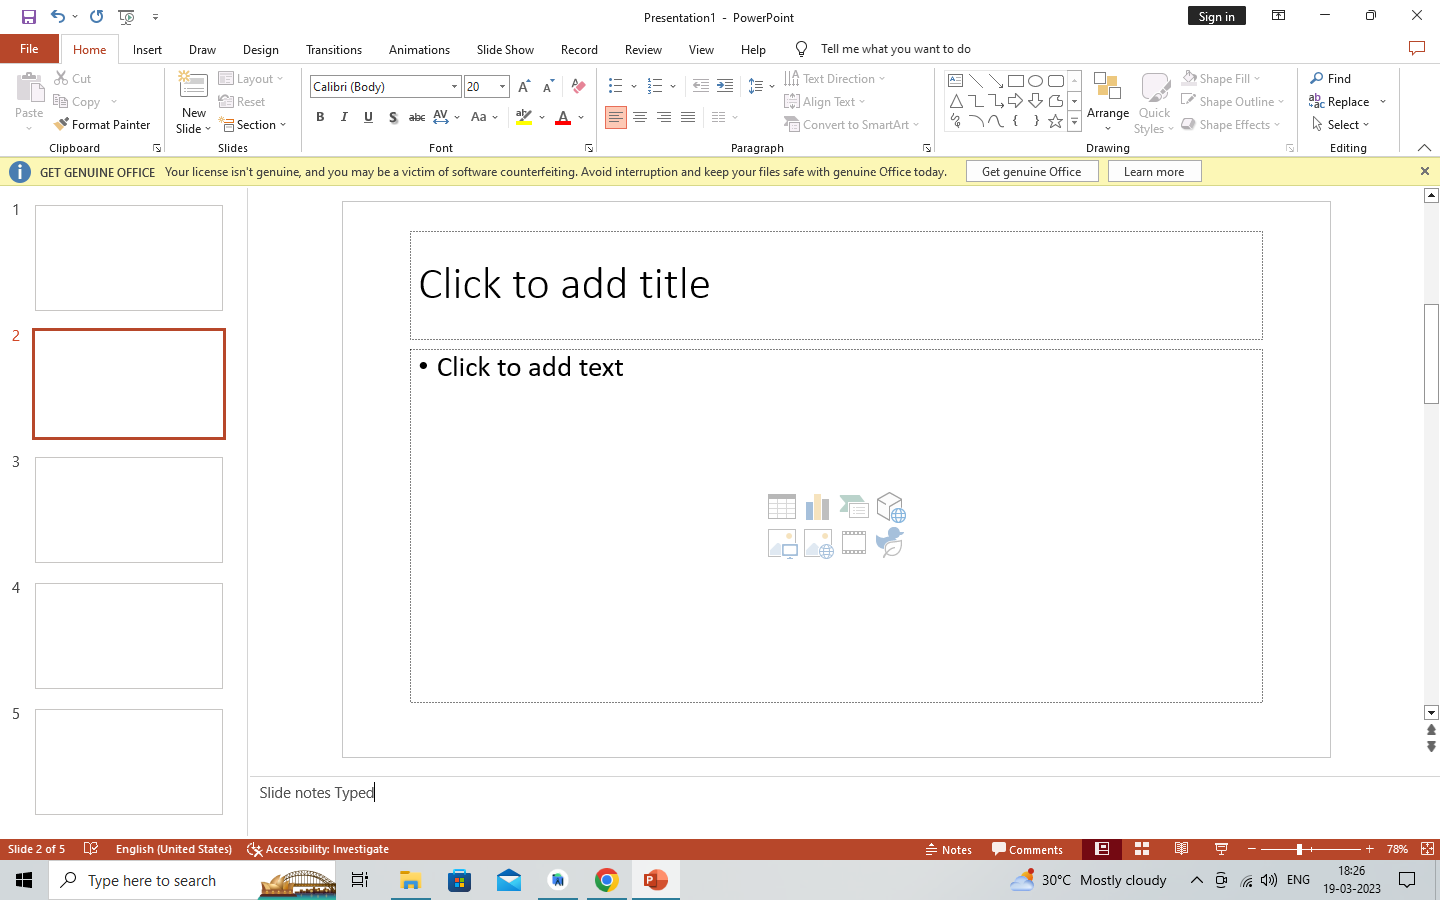 Presentation1 - PowerPoint
Sign in
File Home Insert Draw Design Transitions Animations Slide Show Record Review View Help Tell me what you want to do
Paste
Cut
Copy
Format Painter
Clipboard
New
Slide
Layout
Reset
Section
Slides
Calibri (Body) 20
B I U S abc AV Aa
Font
Text Direction
Align Text
Convert to SmartArt
Paragraph
Arrange
Quick
Styles
Shape Fill
Shape Outline
Shape Effects
Drawing
Find
Replace
Select
Editing
GET GENUINE OFFICE Your license isn't genuine, and you may be a victim of software counterfeiting. Avoid interruption and keep your files safe with genuine Office today. Get genuine Office Learn more
1
2
3
4
5
Click to add title
• Click to add text
Slide notes Typed
Slide 2 of 5 English (United States) Accessibility: Investigate Notes Comments 78%
Type here to search
30°C Mostly cloudy
ENG
18:26
19-03-2023